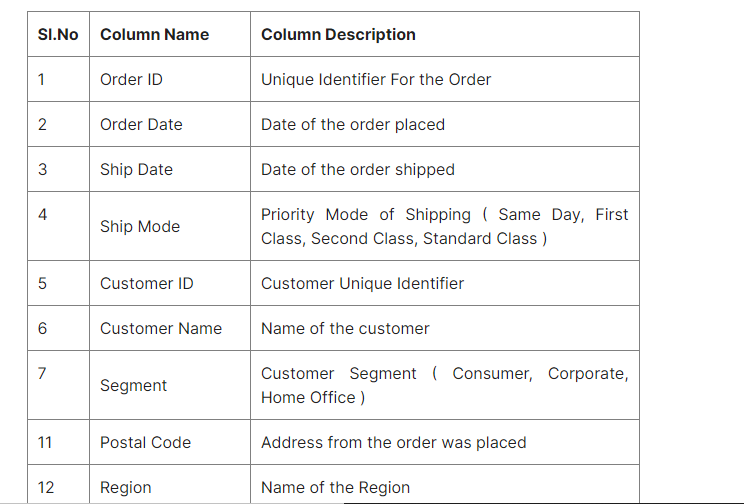 Sl.No Column Name Column Description
1 Order ID Unique Identifier For the Order
2 Order Date Date of the order placed
3 Ship Date Date of the order shipped
4 Ship Mode Priority Mode of Shipping ( Same Day, First
Class, Second Class, Standard Class )
5 Customer ID Customer Unique Identifier
6 Customer Name Name of the customer
7 Segment Customer Segment ( Consumer, Corporate,
Home Office )
11 Postal Code Address from the order was placed
12 Region Name of the Region